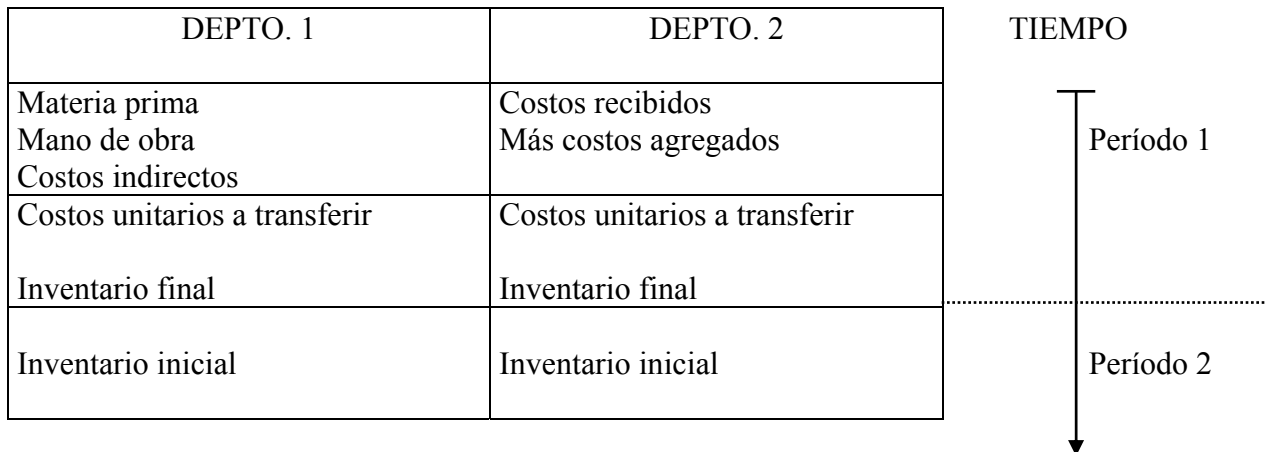 DEPTO. 1 DEPTO. 2 TIEMPO
Materia prima Costos recibidos
Mano de obra Más costos agregados Período 1
Costos indirectos
Costos unitarios a transferir Costos unitarios a transferir
Inventario final Inventario final
Inventario inicial Inventario inicial Período 2